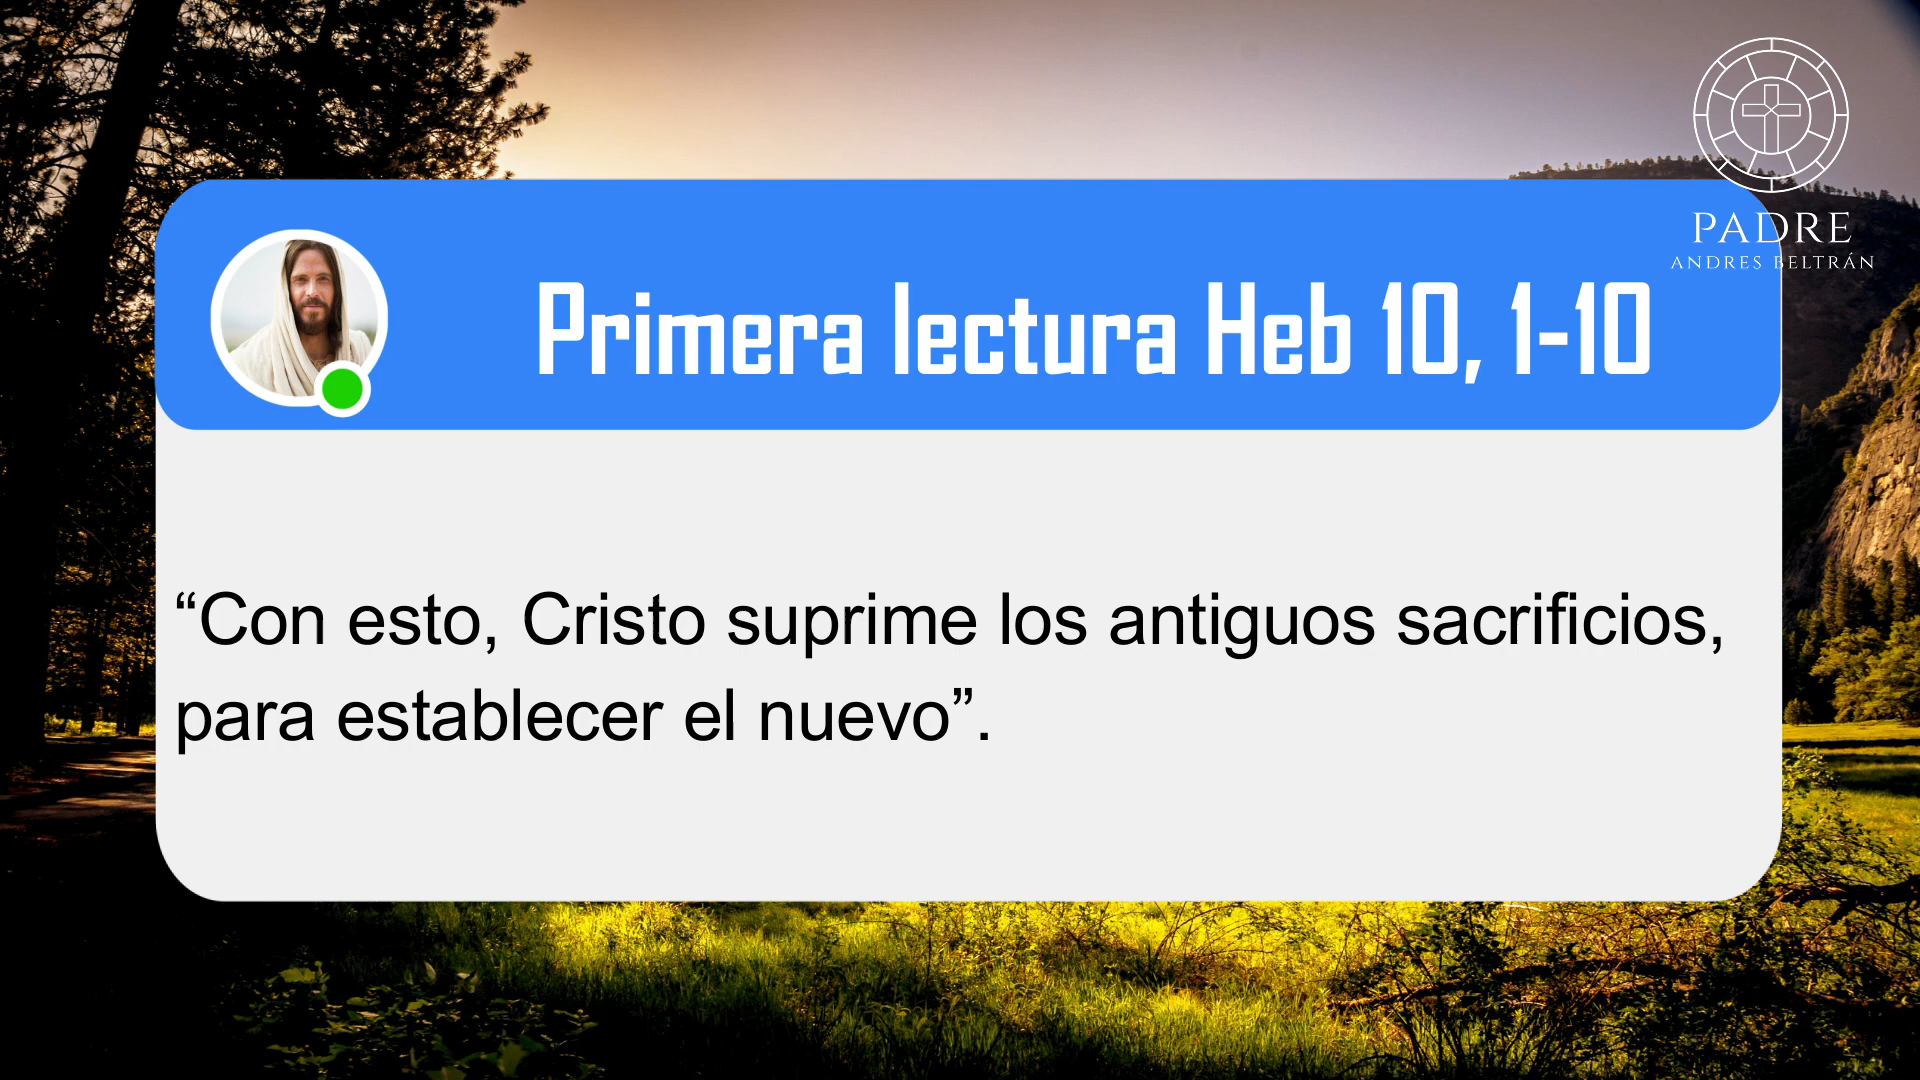 PADRE
ANDRES BELTRÁN
Primera lectura Heb 10, 1-10
“Con esto, Cristo suprime los antiguos sacrificios,
para establecer el nuevo”.